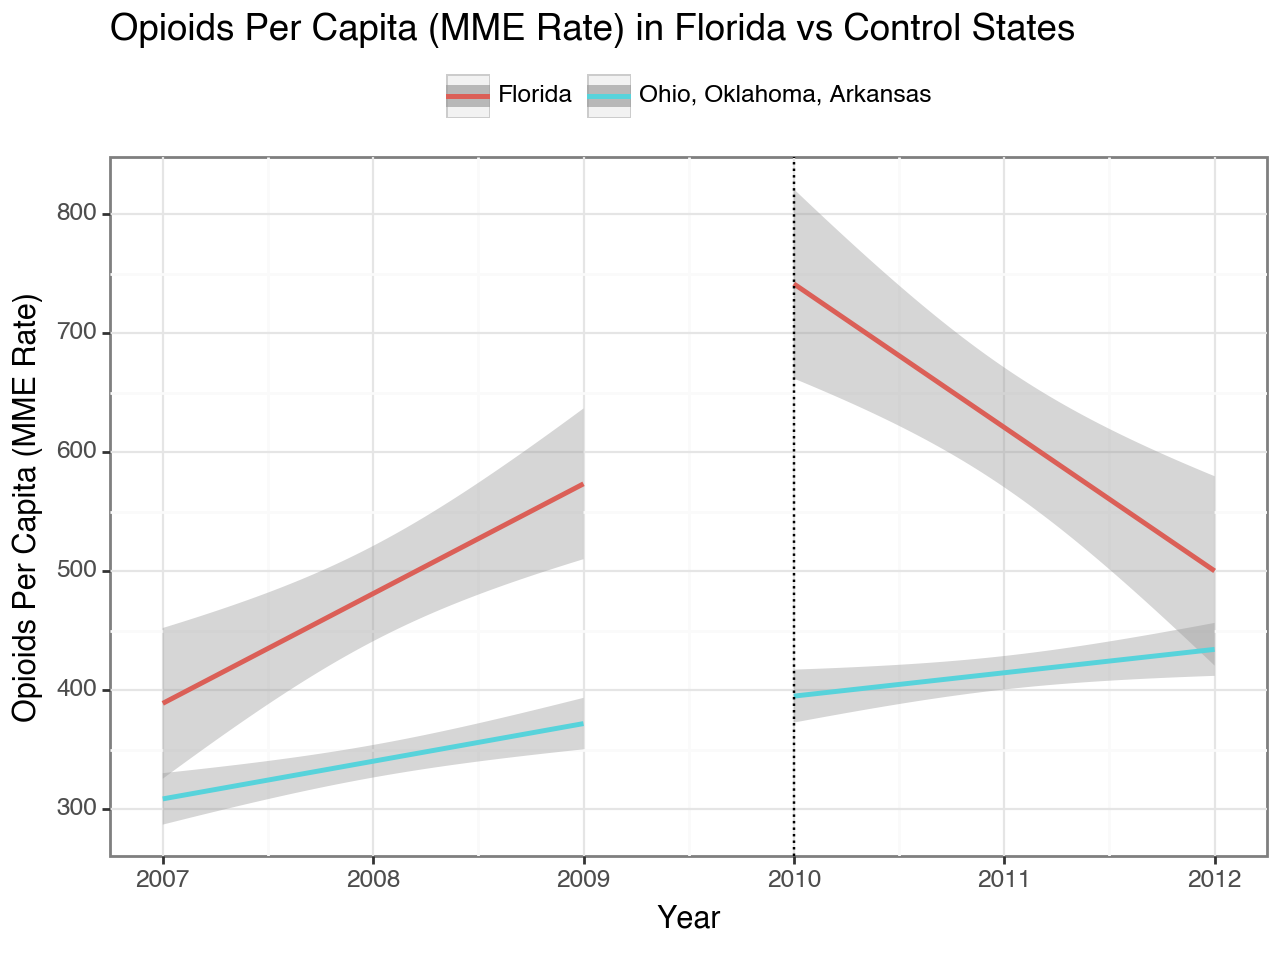 Opioids Per Capita (MME Rate) in Florida vs Control States
Florida
Ohio, Oklahoma, Arkansas
Opioids Per Capita (MME Rate)
800
700
600
500
400
300
2007 2008 2009 2010 2011 2012
Year